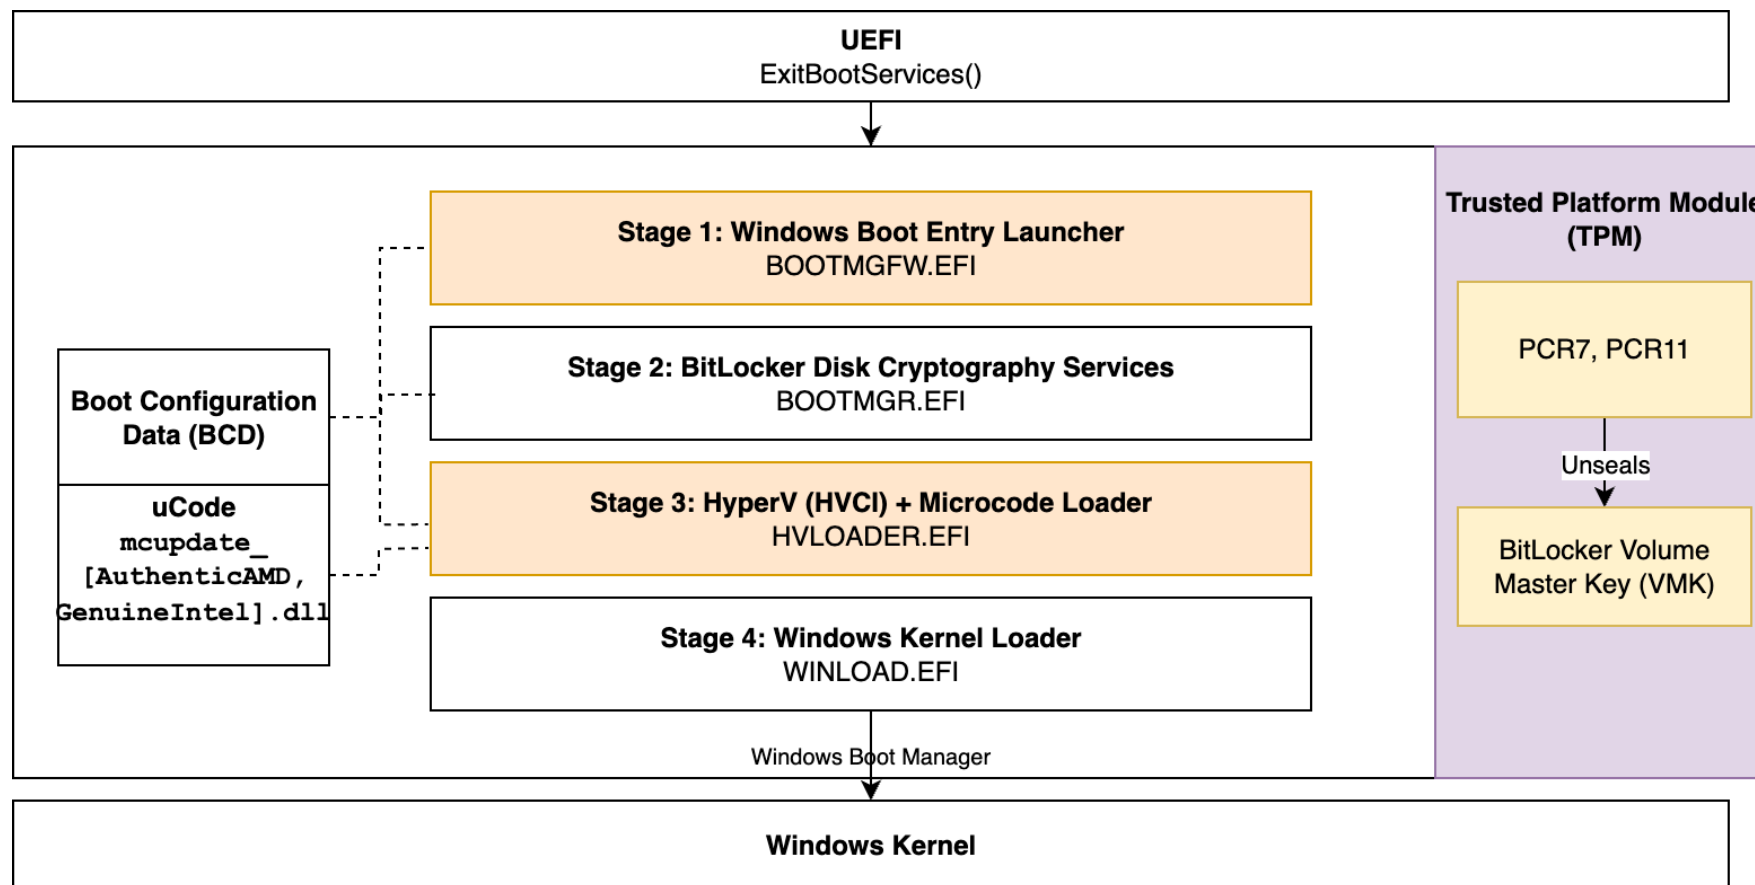 UEFI
ExitBootServices()
Stage 1: Windows Boot Entry Launcher
BOOTMGFW.EFI
Stage 2: BitLocker Disk Cryptography Services
BOOTMGR.EFI
Stage 3: HyperV (HVCI) + Microcode Loader
HVLOADER.EFI
Stage 4: Windows Kernel Loader
WINLOAD.EFI
Boot Configuration
Data (BCD)
uCode
mcupdate_
[AuthenticAMD,
GenuineIntel].dll
Windows Boot Manager
Trusted Platform Module
(TPM)
PCR7, PCR11
Unseals
BitLocker Volume
Master Key (VMK)
Windows Kernel